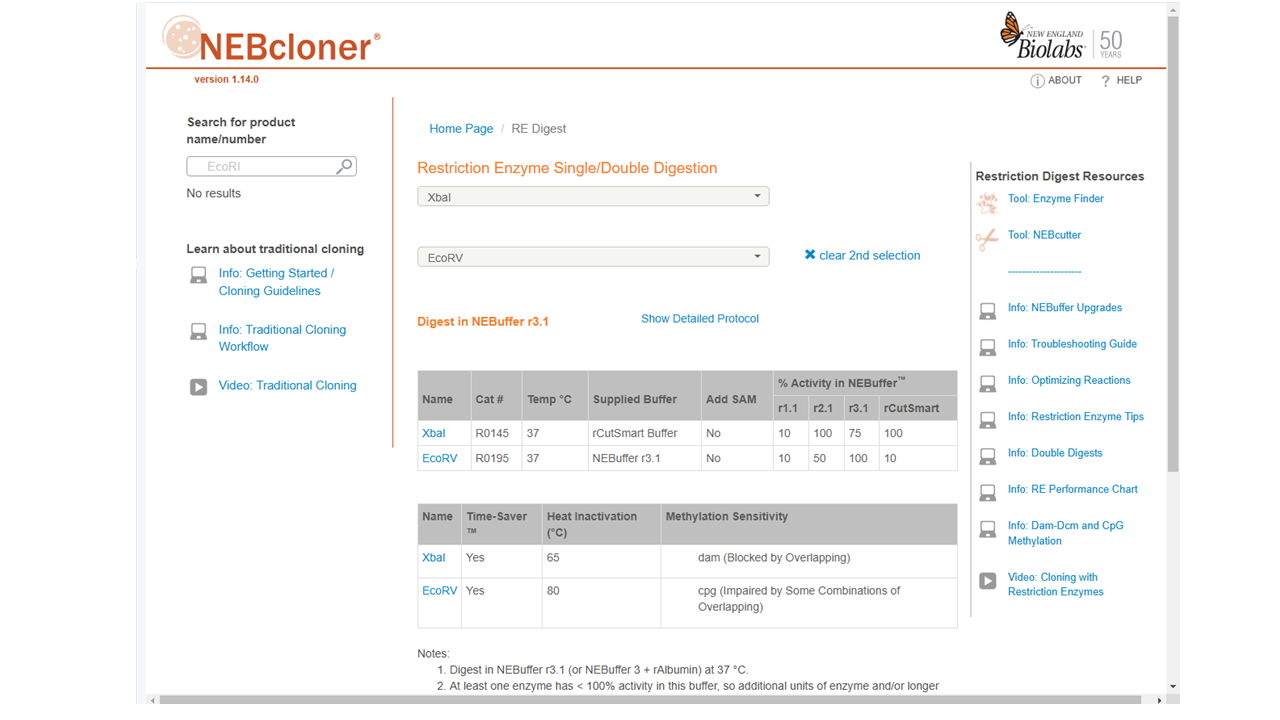 NEBcloner®
NEW ENGLAND
BioLabs®
50
YEARS
version 1.14.0
ABOUT
? HELP
Search for product
name/number
EcoRI
No results
Learn about traditional cloning
Info: Getting Started /
Cloning Guidelines
Info: Traditional Cloning
Workflow
Video: Traditional Cloning
Home Page / RE Digest
Restriction Enzyme Single/Double Digestion
XbaI
EcoRV
✖ clear 2nd selection
Digest in NEBuffer r3.1
Show Detailed Protocol
% Activity in NEBuffer™
Name Cat # Temp °C Supplied Buffer Add SAM
r1.1 r2.1 r3.1 rCutSmart
XbaI R0145 37 rCutSmart Buffer No 10 100 75 100
EcoRV R0195 37 NEBuffer r3.1 No 10 50 100 10
Name Time-Saver Heat Inactivation Methylation Sensitivity
™ (°C)
XbaI Yes 65 dam (Blocked by Overlapping)
EcoRV Yes 80 cpg (Impaired by Some Combinations of
Overlapping)
Notes:
1. Digest in NEBuffer r3.1 (or NEBuffer 3 + rAlbumin) at 37 °C.
2. At least one enzyme has < 100% activity in this buffer, so additional units of enzyme and/or longer
Restriction Digest Resources
Tool: Enzyme Finder
Tool: NEBcutter
----------------------
Info: NEBuffer Upgrades
Info: Troubleshooting Guide
Info: Optimizing Reactions
Info: Restriction Enzyme Tips
Info: Double Digests
Info: RE Performance Chart
Info: Dam-Dcm and CpG
Methylation
Video: Cloning with
Restriction Enzymes